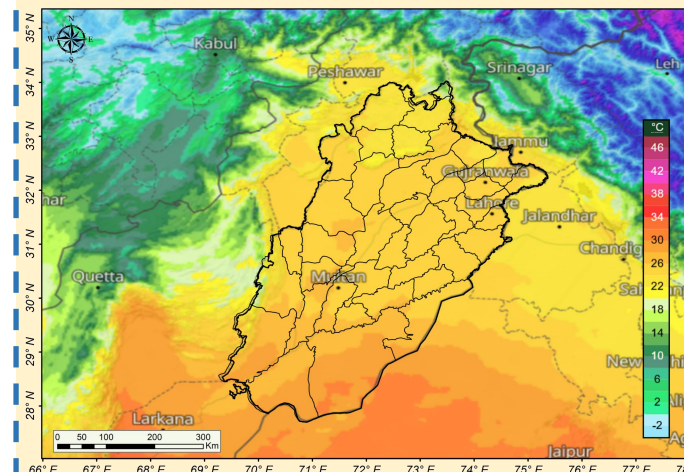 35° N
34° N
33° N
32° N
31° N
30° N
29° N
28° N
N
W
E
S
Kabul
Peshawar
Srinagar
Leh
Jammu
Gujranwala
Lahore
Jalandhar
Chandig
Quetta
Multan
New
hi
Larkana
Jaipur
°C
46
42
38
34
30
26
22
18
14
10
6
2
-2
0 50 100 200 300
Km
66° E 67° E 68° E 69° E 70° E 71° E 72° E 73° E 74° E 75° E 76° E 77° E